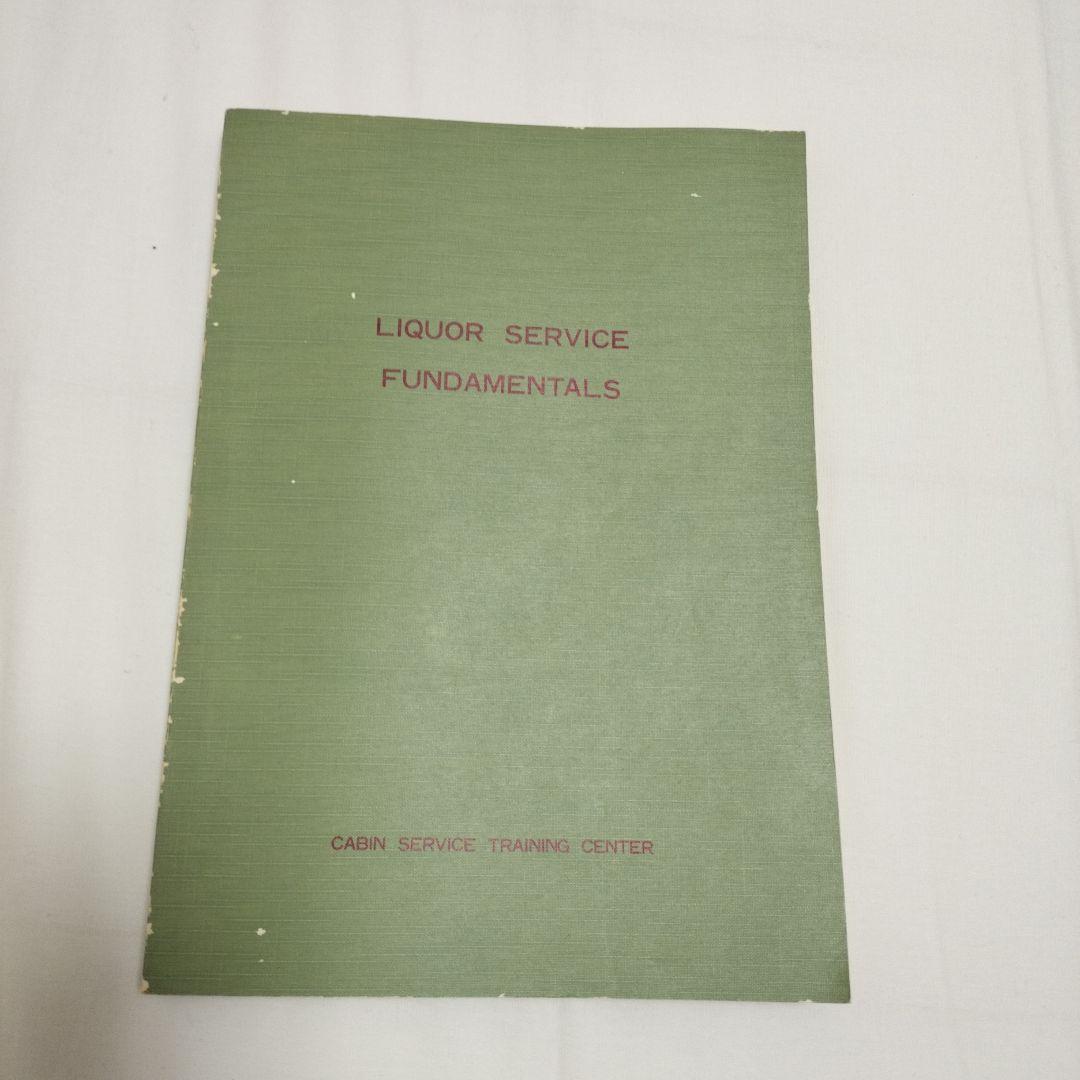 LIQUOR SERVICE
FUNDAMENTALS
CABIN SERVICE TRAINING CENTER